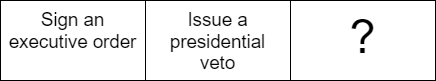 Sign an
executive order
Issue a
presidential
veto
?